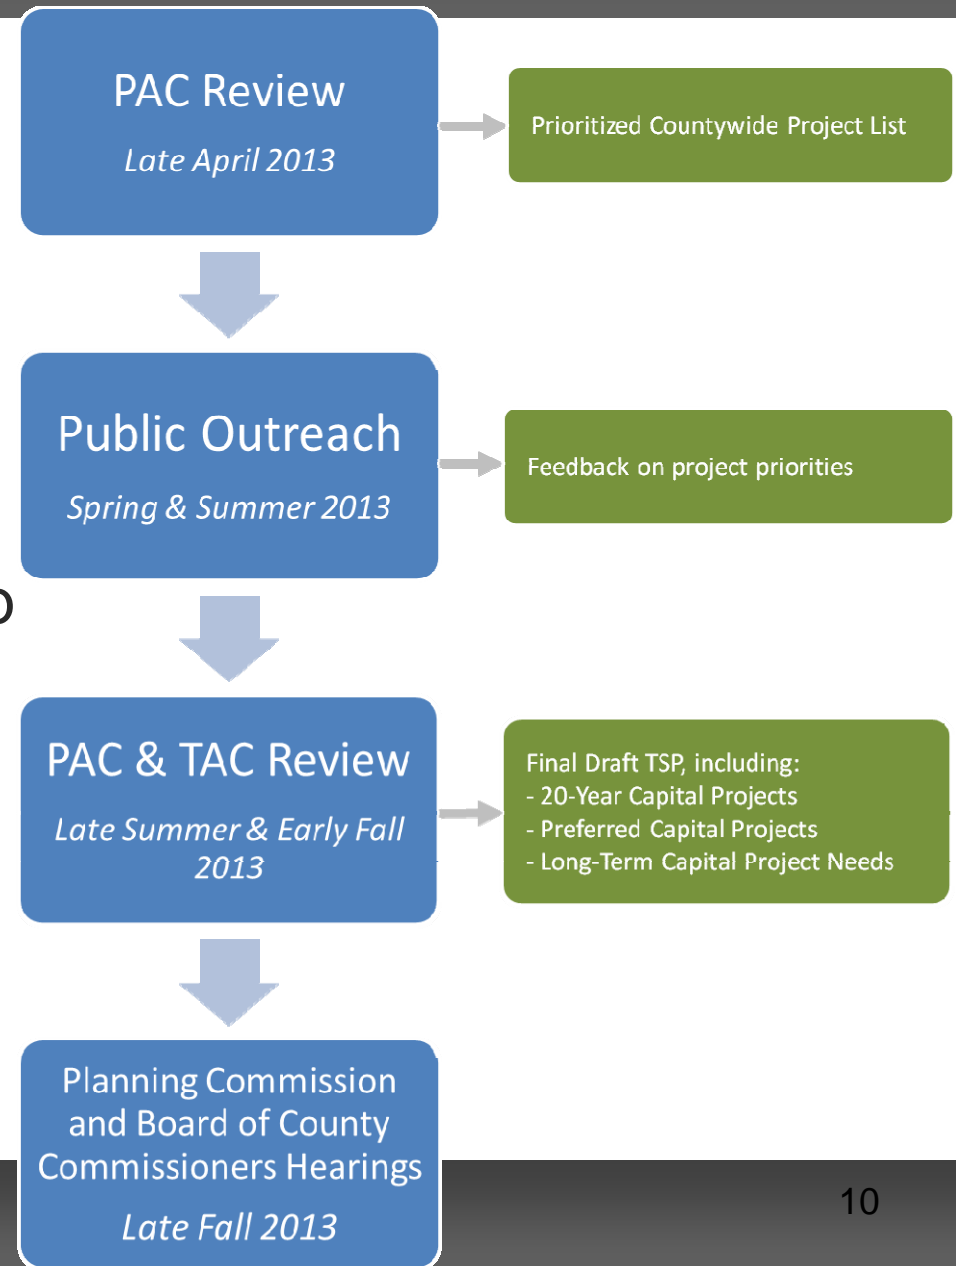 PAC Review
Late April 2013
Prioritized Countywide Project List
Public Outreach
Spring & Summer 2013
Feedback on project priorities
PAC & TAC Review
Late Summer & Early Fall
2013
Final Draft TSP, including:
- 20-Year Capital Projects
- Preferred Capital Projects
- Long-Term Capital Project Needs
Planning Commission
and Board of County
Commissioners Hearings
Late Fall 2013
10